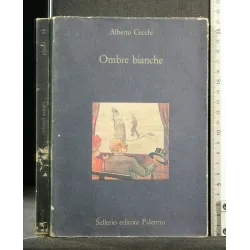 Alberto Cecchi
Ombre bianche
Sellerio editore Palermo